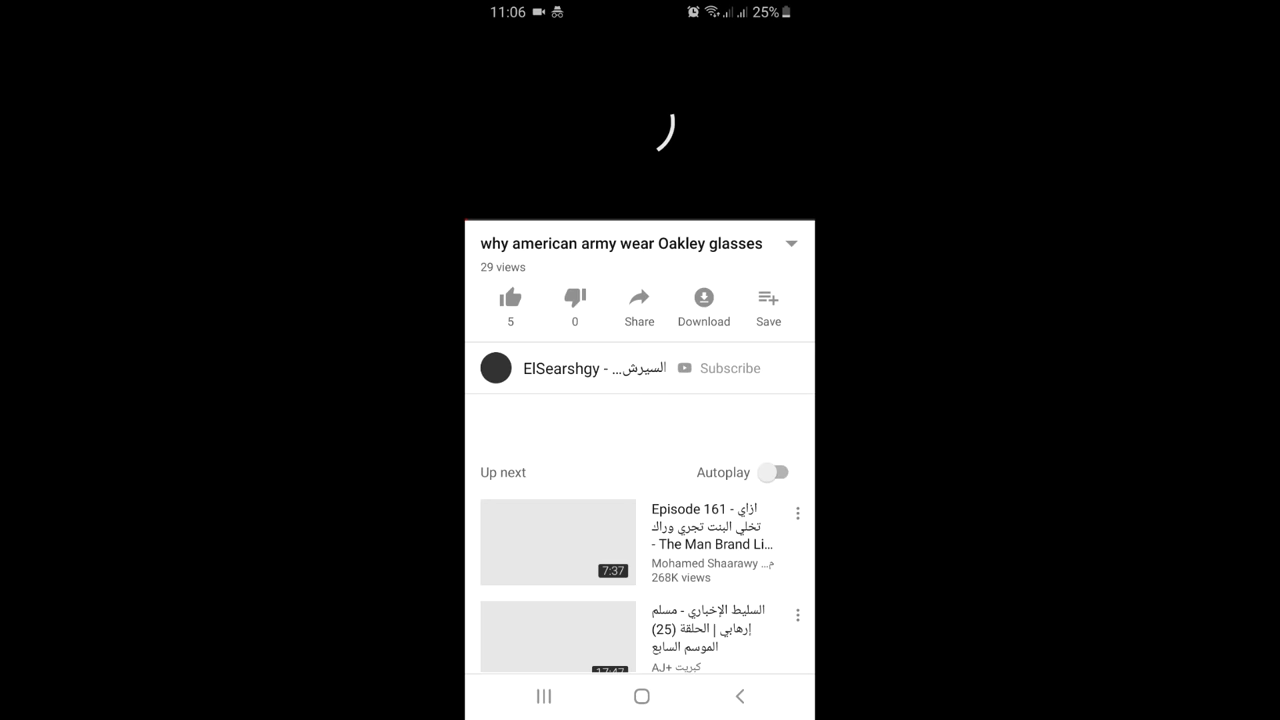 11:06
25%
why american army wear Oakley glasses
29 views
5
0
Share
Download
Save
ElSearshgy - ...السيرش
Subscribe
Up next
Autoplay
Episode 161 - ازاي
تخلي البنت تجري وراك
- The Man Brand Li...
Mohamed Shaarawy ...م
268K views
7:37
السليط الإخباري - مسلم
إرهابي | الحلقة (25)
الموسم السابع
AJ+ كبريت
17:47